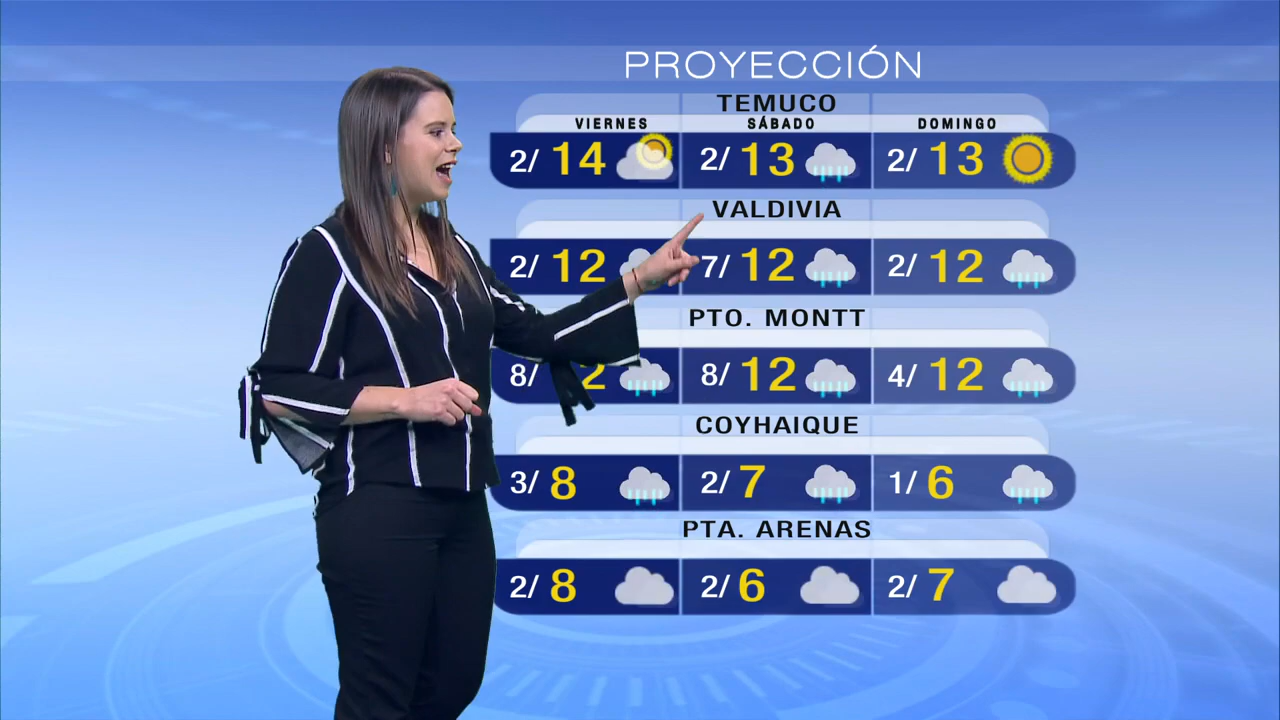 PROYECCIÓN
TEMUCO
VIERNES SÁBADO DOMINGO
2/ 14 2/ 13 2/ 13
VALDIVIA
2/ 12 7/ 12 2/ 12
PTO. MONTT
8/ 2 8/ 12 4/ 12
COYHAIQUE
3/ 8 2/ 7 1/ 6
PTA. ARENAS
2/ 8 2/ 6 2/ 7